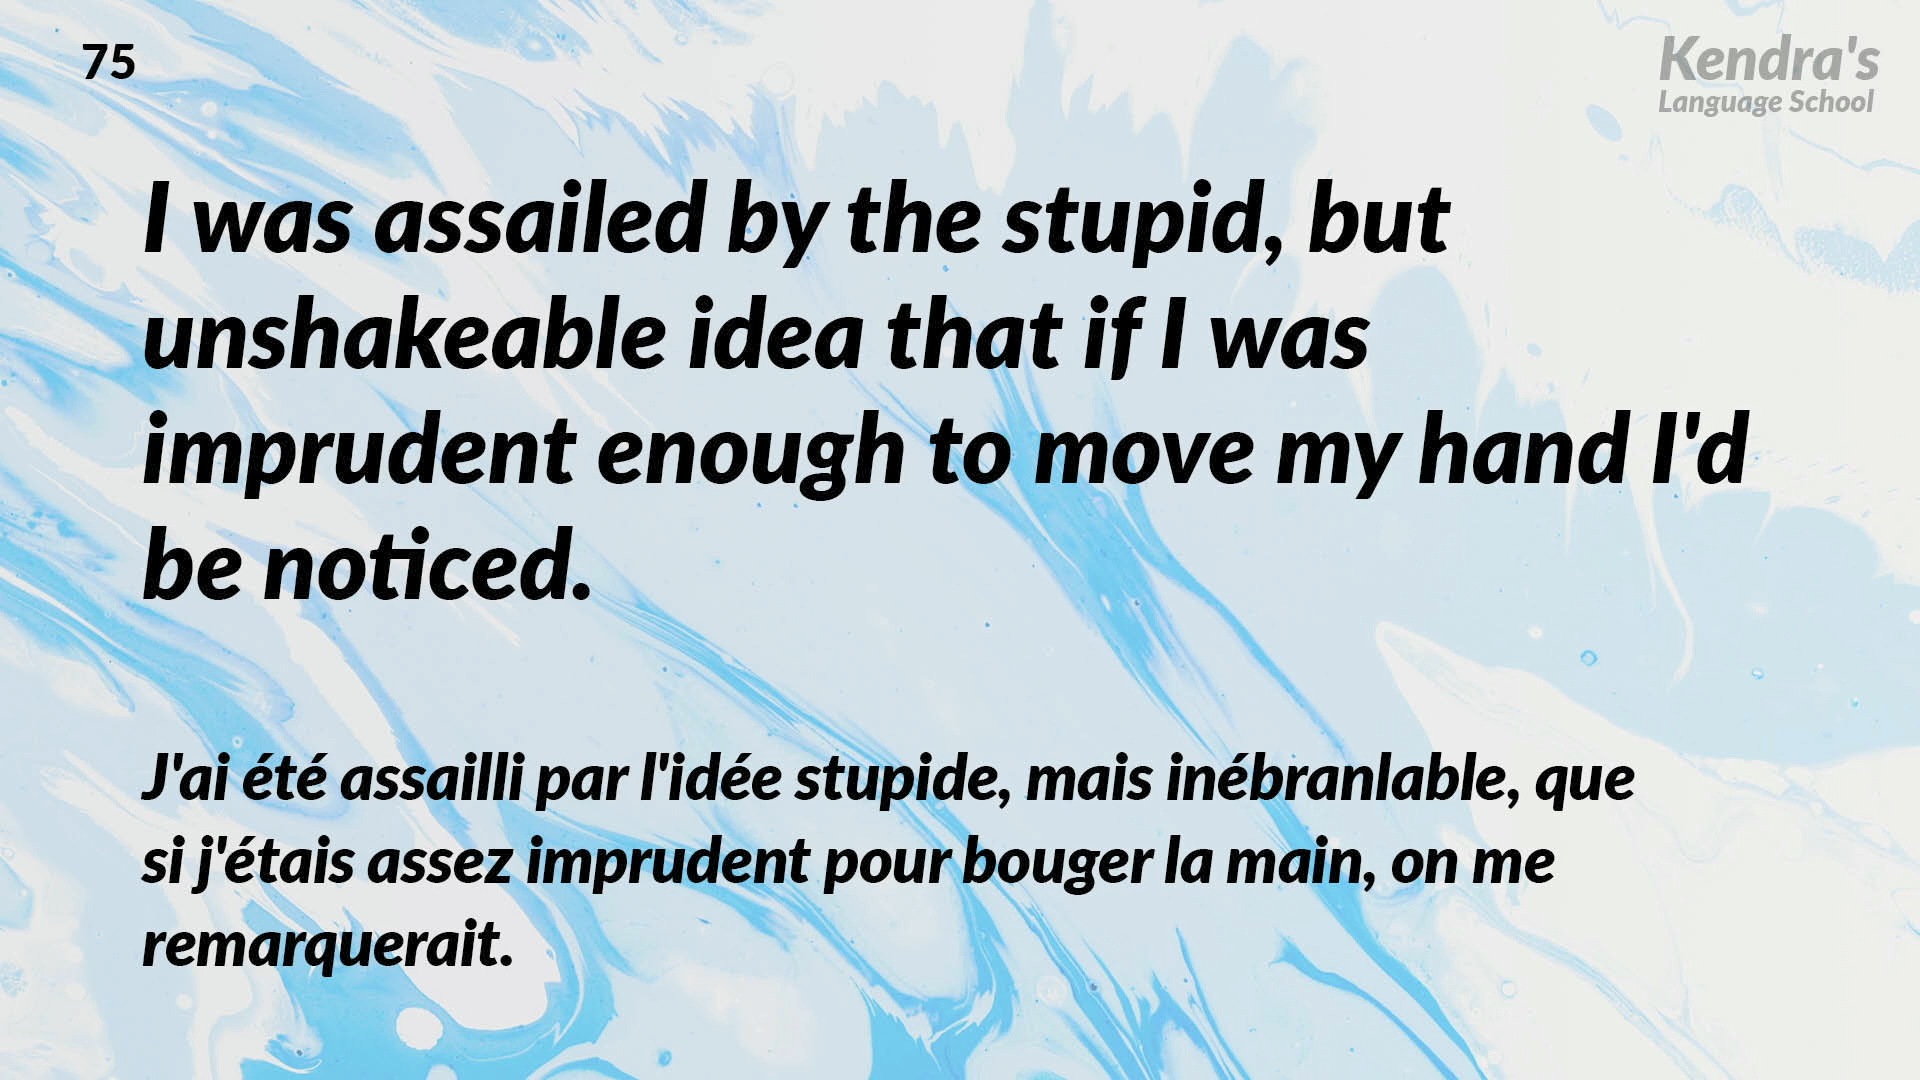 75
Kendra's
Language School
I was assailed by the stupid, but
unshakeable idea that if I was
imprudent enough to move my hand I'd
be noticed.
J'ai été assailli par l'idée stupide, mais inébranlable, que
si j'étais assez imprudent pour bouger la main, on me
remarquerait.